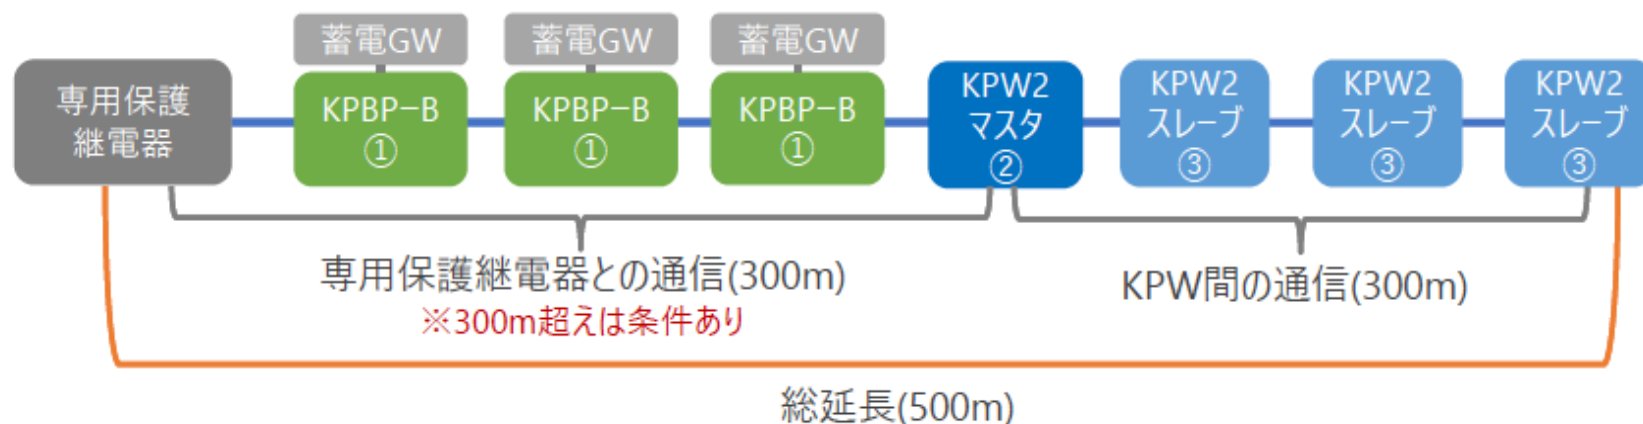 蓄電GW
蓄電GW
蓄電GW
専用保護
継電器
KPBP-B
①
KPBP-B
①
KPBP-B
①
KPW2
マスタ
②
KPW2
スレーブ
③
KPW2
スレーブ
③
KPW2
スレーブ
③
専用保護継電器との通信(300m)
※300m超えは条件あり
KPW間の通信(300m)
総延長(500m)